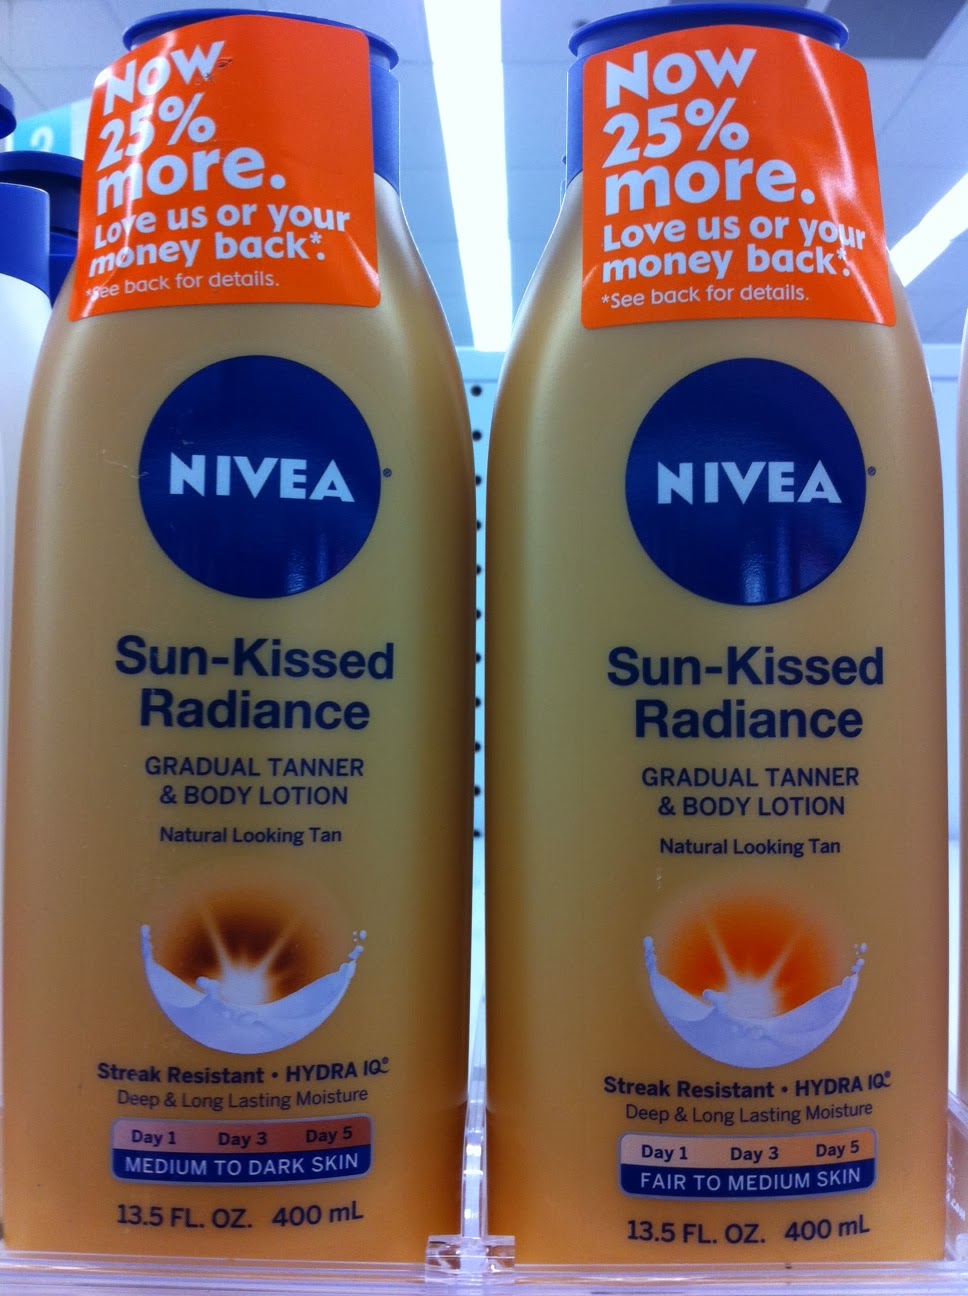 Now
25%
more.
Love us or your
money back*.
*See back for details.
NIVEA®
Sun-Kissed
Radiance
GRADUAL TANNER
& BODY LOTION
Natural Looking Tan
Streak Resistant • HYDRA IQ®
Deep & Long Lasting Moisture
Day 1 Day 3 Day 5
MEDIUM TO DARK SKIN
13.5 FL. OZ. 400 mL
Now
25%
more.
Love us or your
money back*.
*See back for details.
NIVEA®
Sun-Kissed
Radiance
GRADUAL TANNER
& BODY LOTION
Natural Looking Tan
Streak Resistant • HYDRA IQ®
Deep & Long Lasting Moisture
Day 1 Day 3 Day 5
FAIR TO MEDIUM SKIN
13.5 FL. OZ. 400 mL